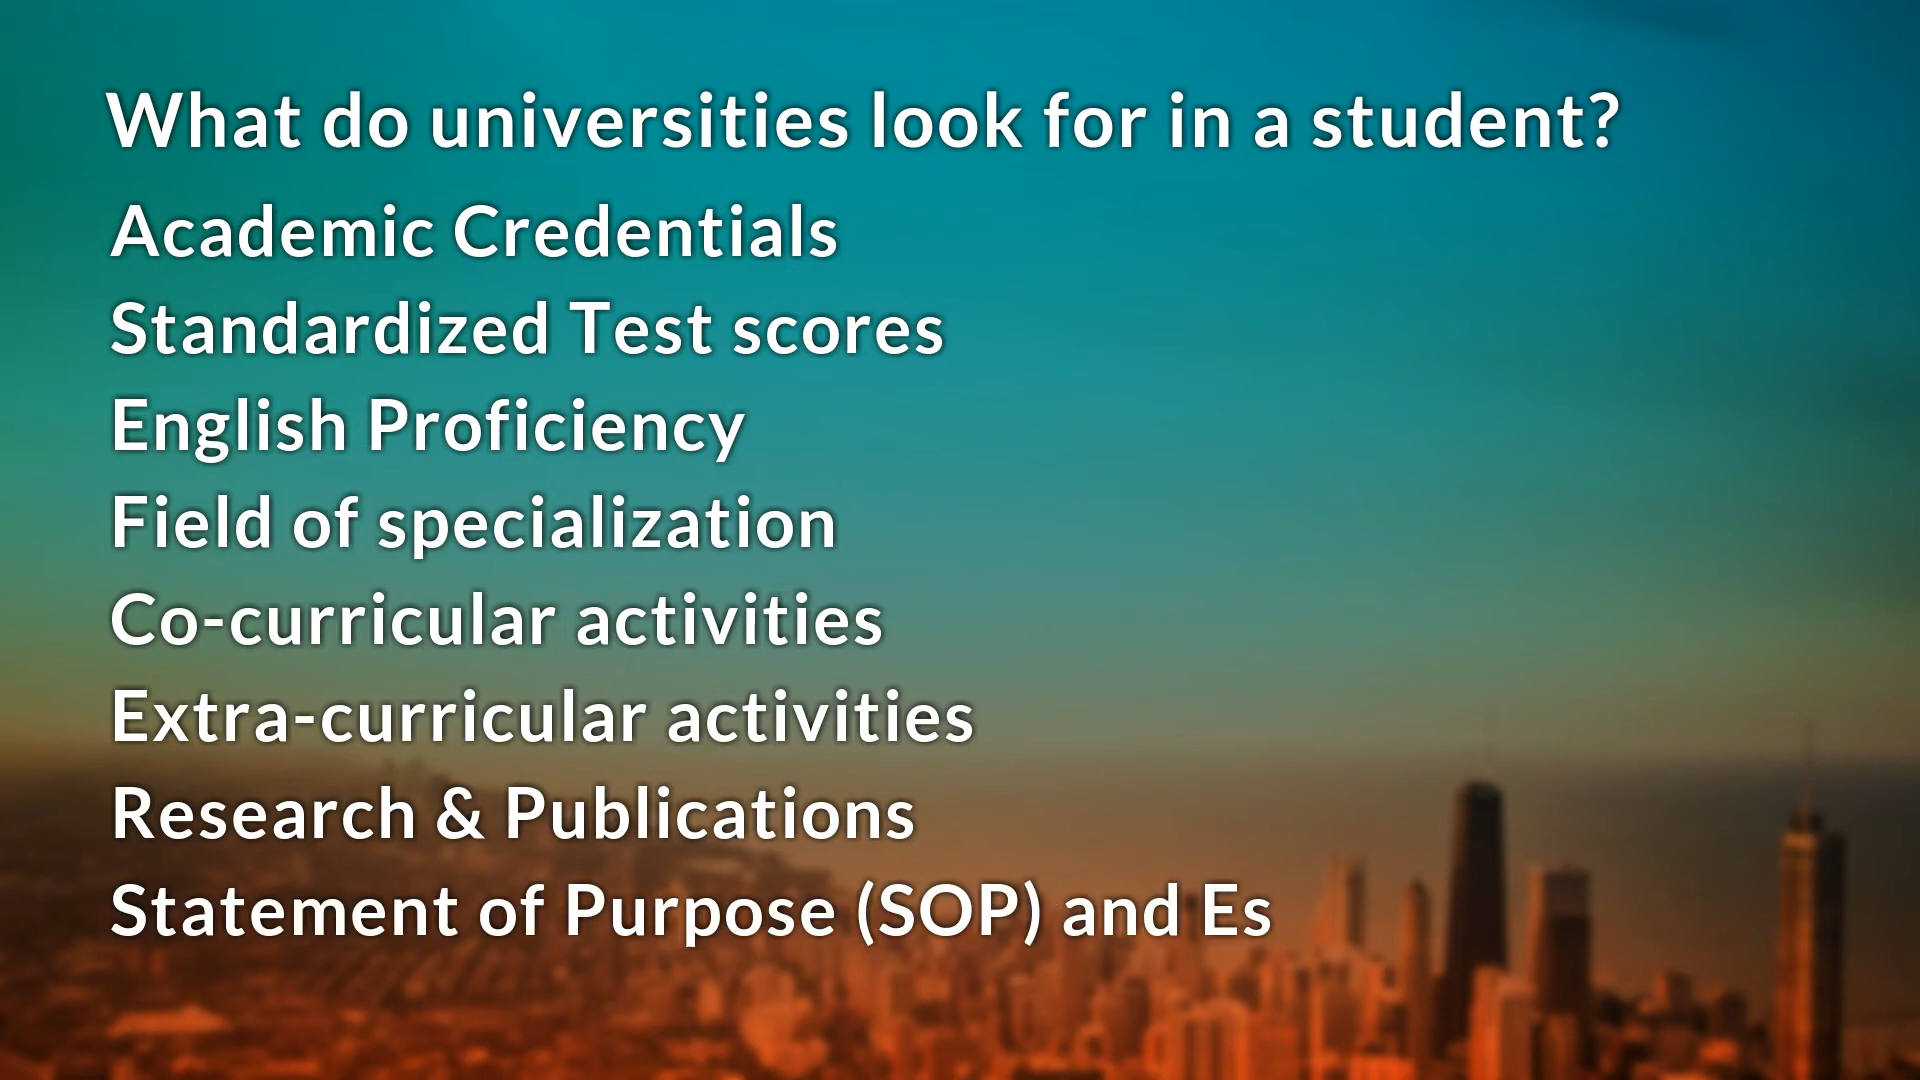 What do universities look for in a student?
Academic Credentials
Standardized Test scores
English Proficiency
Field of specialization
Co-curricular activities
Extra-curricular activities
Research & Publications
Statement of Purpose (SOP) and Es